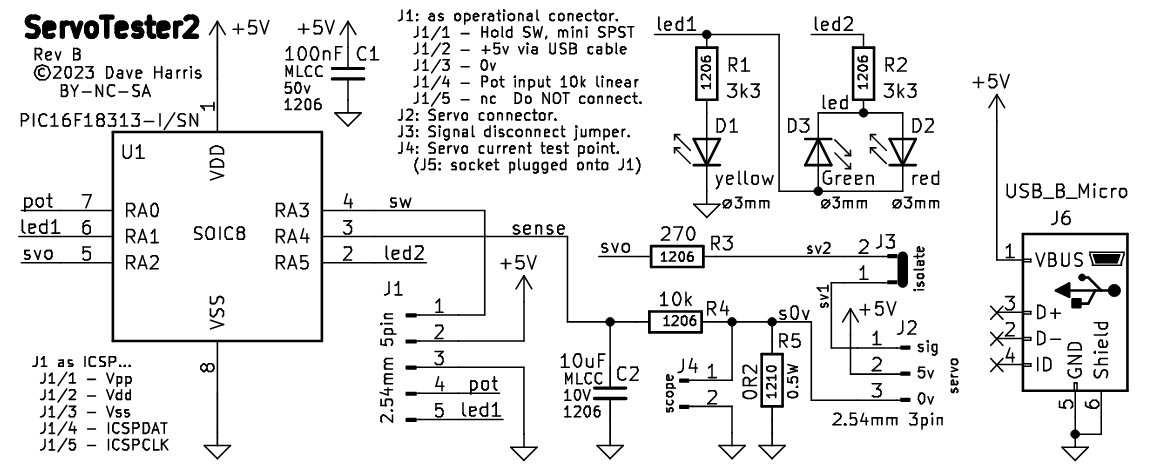 ServoTester2
Rev B
©2023 Dave Harris
BY-NC-SA
+5V
+5V
100nF C1
MLCC
50v
1206
J1: as operational conector.
J1/1 - Hold SW, mini SPST
J1/2 - +5v via USB cable
J1/3 - 0v
J1/4 - Pot input 10k linear
J1/5 - nc Do NOT connect.
J2: Servo connector.
J3: Signal disconnect jumper.
J4: Servo current test point.
(J5: socket plugged onto J1)
led1
led2
1206
R1
3k3
1206
R2
3k3
led
D1
D3
D2
yellow
Green
red
ø3mm
ø3mm
ø3mm
+5V
PIC16F18313-I/SN
1
U1
VDD
pot 7 RA0
led1 6 RA1
svo 5 RA2
SOIC8
RA3 4 sw
RA4 3 sense
RA5 2 led2
VSS
8
J1 as ICSP...
J1/1 - Vpp
J1/2 - Vdd
J1/3 - Vss
J1/4 - ICSPDAT
J1/5 - ICSPCLK
+5V
J1
2.54mm 5pin
1
2
3
4 pot
5 led1
svo
270
1206
R3
sv2
2
J3
1
isolate
sv1
10k
1206
R4
s0v
10uF
MLCC
10V
1206
C2
J4
1
2
scope
R5
0R2
1210
0.5W
+5V
J2
1 sig
2 5v
3 0v
servo
2.54mm 3pin
USB_B_Micro
J6
1 VBUS
3 D+
2 D-
4 ID
GND
Shield
5
6